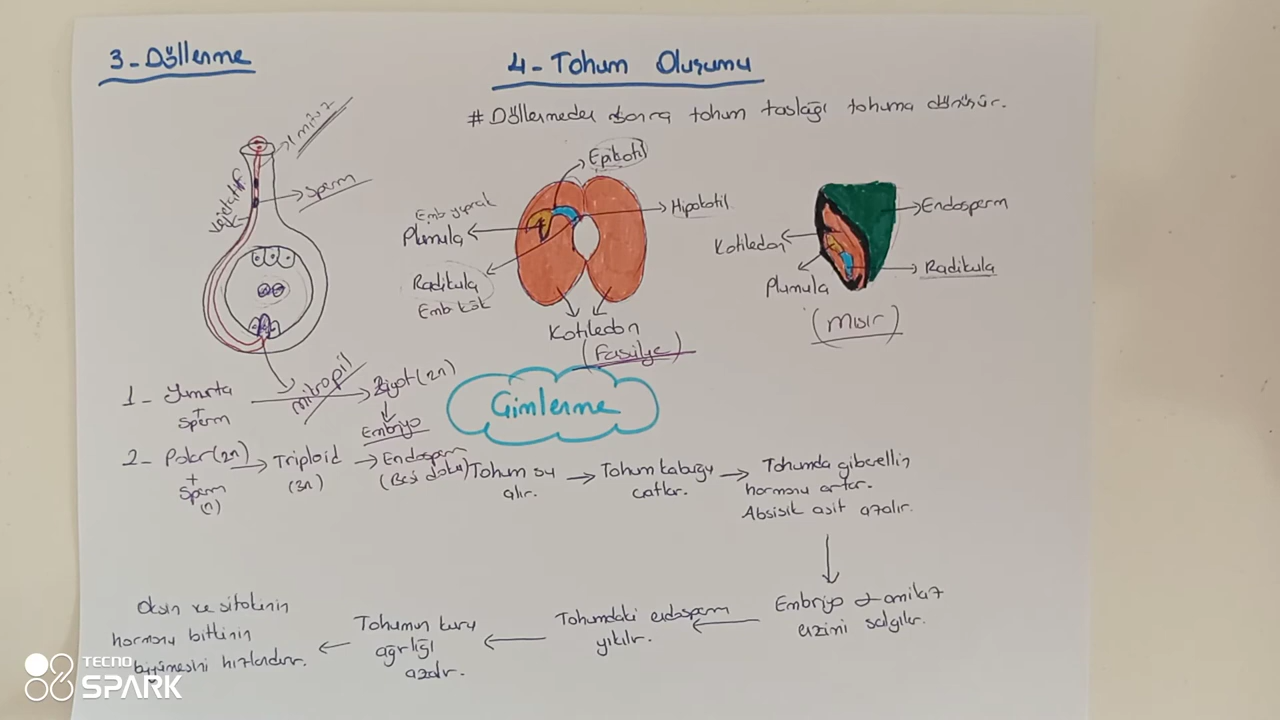 3-Döllenme
4- Tohum Oluşumu
# Döllenmeden sonra tohum taslağı tohuma dönüşür.
1 mitoz
Sperm
vejetatif
Epikotil
Hipokotil
Emb yaprak
Plumula
Radikula
Emb kök
Kotiledon
(Fasulye)
Endosperm
Kotiledon
Radikula
Plumula
(Mısır)
1- Yumurta
+
Sperm
Mitropil
Zigot (2n)
Embriyo
2- Polar (2n)
+
Sperm
(n)
Triploid
(3n)
Endosperm
(Besi doku)
Çimlenme
Tohum su
alır.
Tohum kabuğu
çatlar.
Tohumda giberellin
hormonu artar.
Absisik asit azalır.
Embriyo α amilaz
enzimi salgılar.
Tohumdaki endosperm
yıkılır.
Tohumun kuru
ağırlığı
azalır.
Oksin ve sitokinin
hormonu bitkinin
büyümesini hızlandırır.
TECNO
SPARK